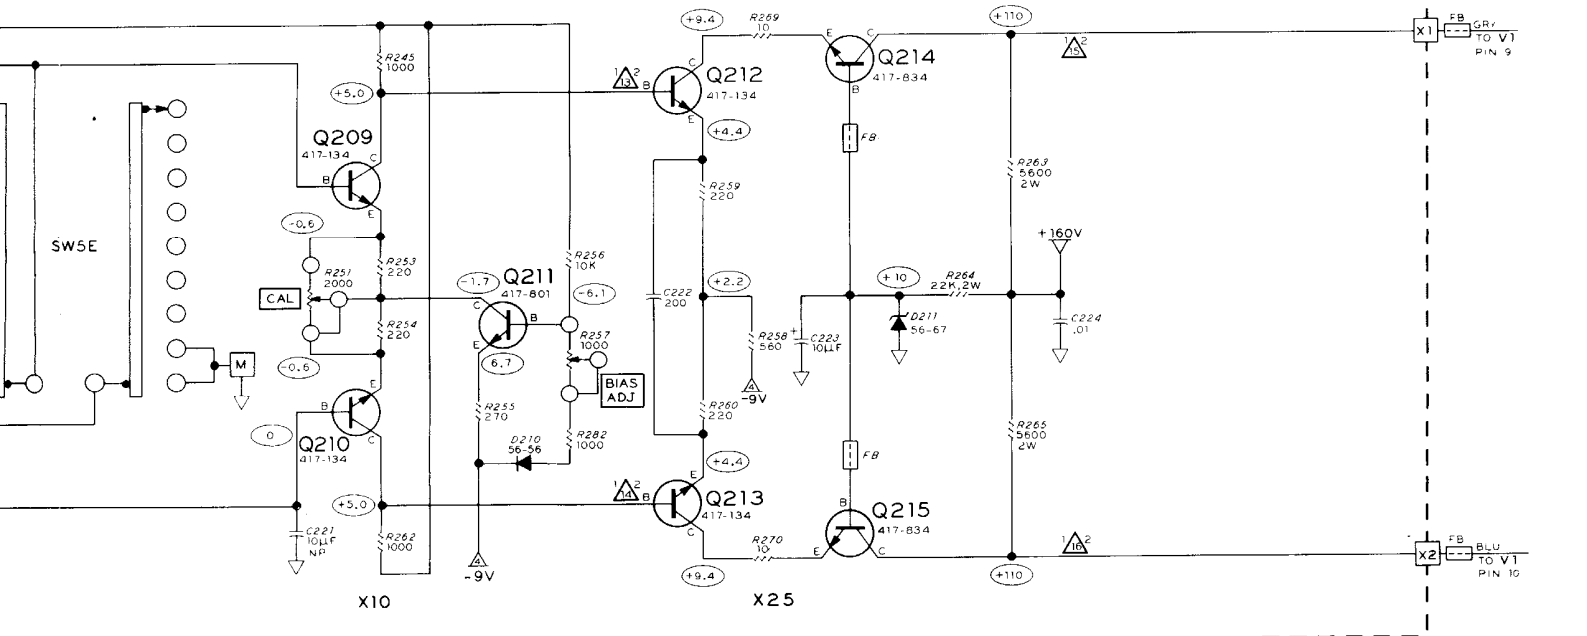 +9.4
R269
10
+110
X1
FB
GRY
TO V1
PIN 9
R245
1000
1 2
13
B
C
Q212
417-134
E
E
C
Q214
417-834
B
1 2
15
+5.0
+4.4
FB
Q209
417-134
C
B
E
R259
220
R263
5600
2W
SW5E
-0.6
R253
220
R251
2000
CAL
R256
10K
+160V
-1.7
C
Q211
417-801
-6.1
C222
200
+2.2
+10
R264
22K,2W
B
E
R257
1000
R254
220
R258
560
+
C223
10µF
D211
56-67
C224
.01
M
-0.6
6.7
BIAS
ADJ
4
-9V
B
E
C
0
Q210
417-134
R255
270
R260
220
R265
5600
2W
D210
56-56
R282
1000
+4.4
FB
+5.0
1 2
14
B
E
C
Q213
417-134
B
Q215
417-834
E
C
C221
10µF
NP
R262
1000
4
-9V
R270
10
1 2
16
X2
FB
BLU
TO V1
PIN 10
+9.4
+110
X10
X25